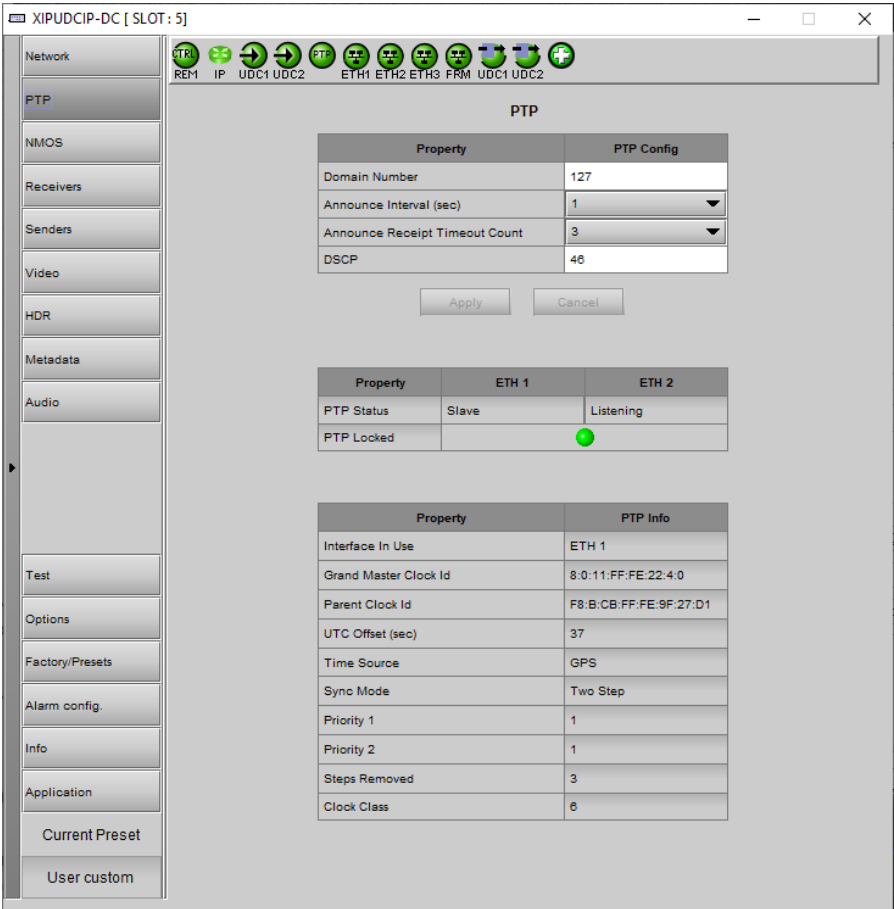 XIPUDCIP-DC [ SLOT : 5]
Network
PTP
NMOS
Receivers
Senders
Video
HDR
Metadata
Audio
Test
Options
Factory/Presets
Alarm config.
Info
Application
Current Preset
User custom
CTRL PTP
REM IP UDC1 UDC2 ETH1 ETH2 ETH3 FRM UDC1 UDC2
PTP
Property PTP Config
Domain Number 127
Announce Interval (sec) 1
Announce Receipt Timeout Count 3
DSCP 46
Apply Cancel
Property ETH 1 ETH 2
PTP Status Slave Listening
PTP Locked
Property PTP Info
Interface In Use ETH 1
Grand Master Clock Id 8:0:11:FF:FE:22:4:0
Parent Clock Id F8:B:CB:FF:FE:9F:27:D1
UTC Offset (sec) 37
Time Source GPS
Sync Mode Two Step
Priority 1 1
Priority 2 1
Steps Removed 3
Clock Class 6